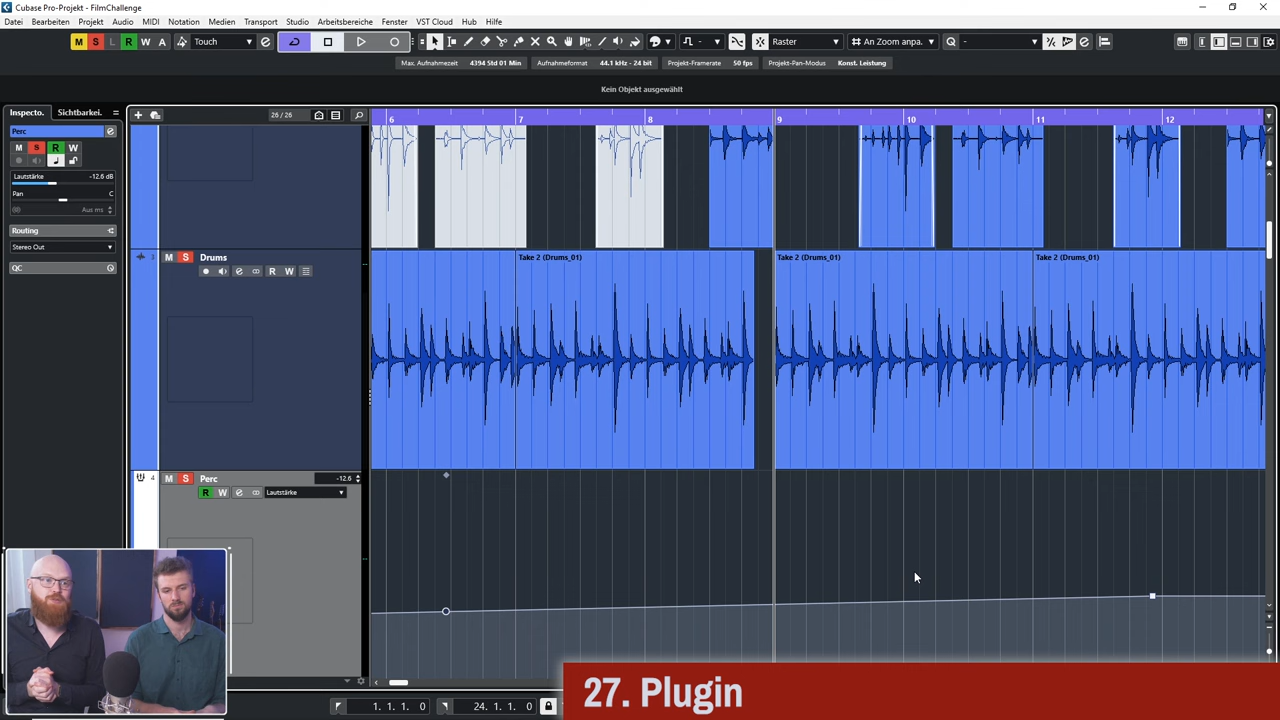 Cubase Pro-Projekt - FilmChallenge
Datei Bearbeiten Projekt Audio MIDI Notation Medien Transport Studio Arbeitsbereiche Fenster VST Cloud Hub Hilfe
M S L R W A Touch Raster An Zoom anpa. -
Max. Aufnahmezeit 4394 Std 01 Min Aufnahmeformat 44.1 kHz - 24 bit Projekt-Framerate 50 fps Projekt-Pan-Modus Konst. Leistung
Kein Objekt ausgewählt
Inspecto. Sichtbarkei. 26 / 26 6 7 8 9 10 11 12
Perc
M S R W
Lautstärke -12.6 dB
Pan C
Aus ms
Routing
Stereo Out
QC
3 M S Drums
R W
Take 2 (Drums_01) Take 2 (Drums_01) Take 2 (Drums_01)
4 M S Perc -12.6
R W Lautstärke
1. 1. 1. 0 24. 1. 1. 0
27. Plugin